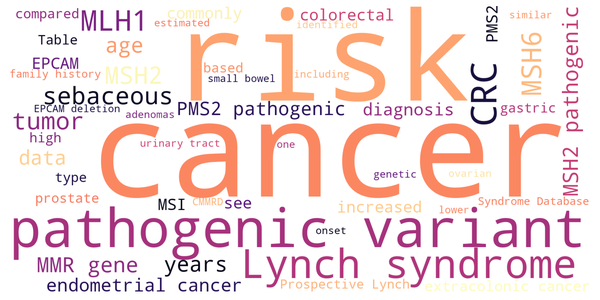 compared
MLH1
commonly
estimated
risk
colorectal
identified
PMS2
similar
Table
age
EPCAM
family history
MSH2
based
small bowel
including
CRC
MSH6
MSH2 pathogenic
sebaceous
EPCAM deletion
adenomas
PMS2 pathogenic
diagnosis
gastric
tumor
high
data
cancer
urinary tract
one
genetic
ovarian
type
prostate
MSI
CMMRD
see
increased
lower
Syndrome Database
pathogenic variant
onset
MMR gene
years
Lynch syndrome
endometrial cancer
Prospective Lynch
extracolonic cancer